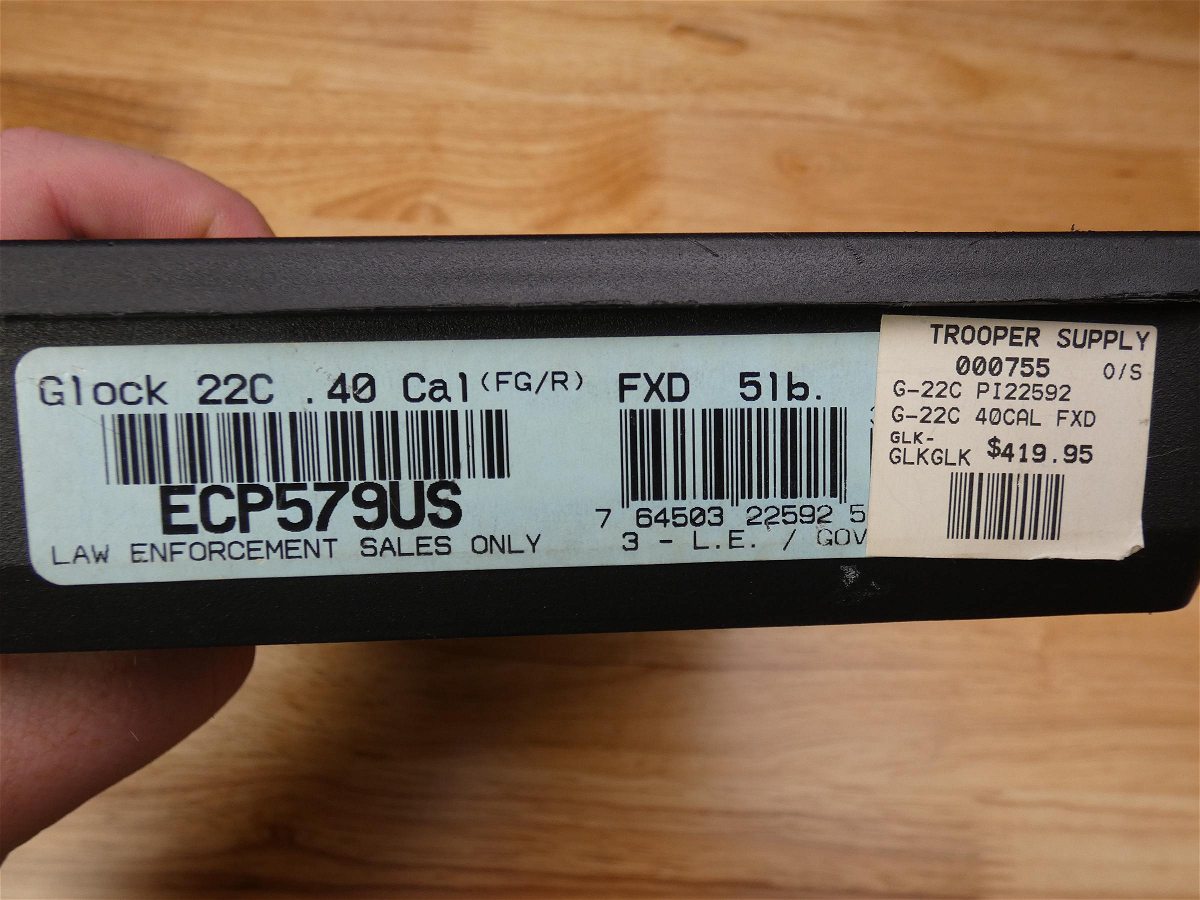 Glock 22C .40 Cal (FG/R) FXD 5lb.
ECP579US
LAW ENFORCEMENT SALES ONLY
7 64503 22592 5
3 - L.E. / GOV
TROOPER SUPPLY
000755 O/S
G-22C PI22592
G-22C 40CAL FXD
GLK-
GLKGLK $419.95